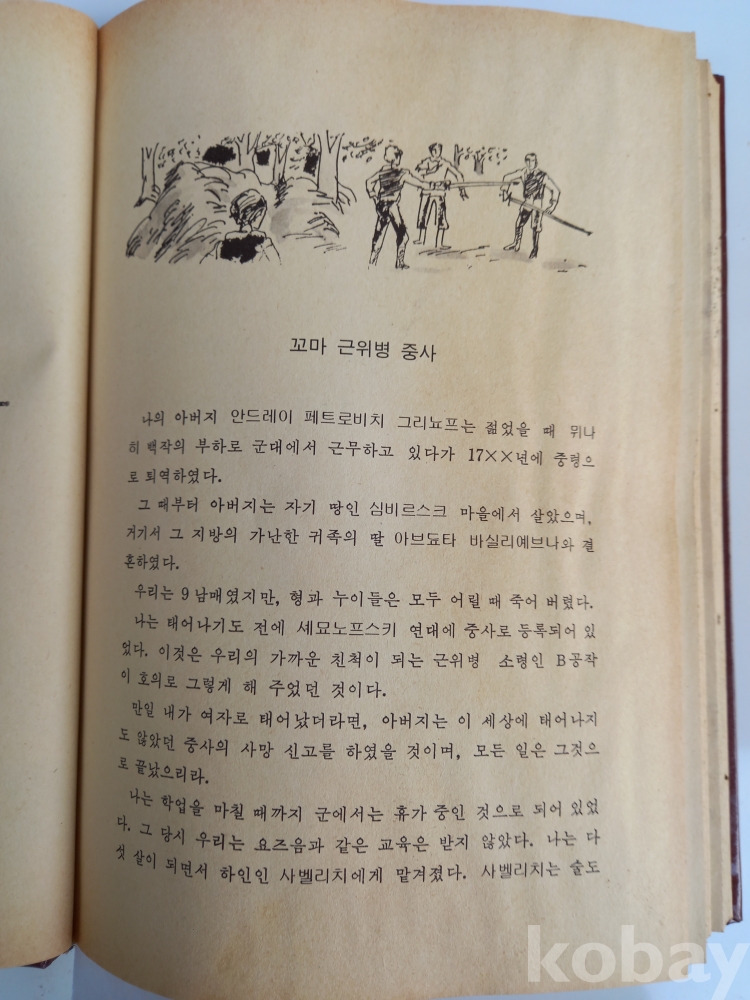 꼬마 근위병 중사
나의 아버지 안드레이 페트로비치 그리뇨프는 젊었을 때 뮈니
히 백작의 부하로 군대에서 근무하고 있다가 17××년에 중령으
로 퇴역하였다.
그 때부터 아버지는 자기 땅인 심비르스크 마을에서 살았으며,
거기서 그 지방의 가난한 귀족의 딸 아브됴타 바실리예브나와 결
혼하였다.
우리는 9남매였지만, 형과 누이들은 모두 어릴 때 죽어 버렸다.
나는 태어나기도 전에 셰묘노프스키 연대에 중사로 등록되어 있
었다. 이것은 우리의 가까운 친척이 되는 근위병 소령인 B공작
이 호의로 그렇게 해 주었던 것이다.
만일 내가 여자로 태어났더라면, 아버지는 이 세상에 태어나지
도 않았던 중사의 사망 신고를 하였을 것이며, 모든 일은 그것으
로 끝났으리라.
나는 학업을 마칠 때까지 군에서는 휴가 중인 것으로 되어 있었
다. 그 당시 우리는 요즈음과 같은 교육은 받지 않았다. 나는 다
섯 살이 되면서 하인인 사벨리치에게 맡겨졌다. 사벨리치는 술도
kobay